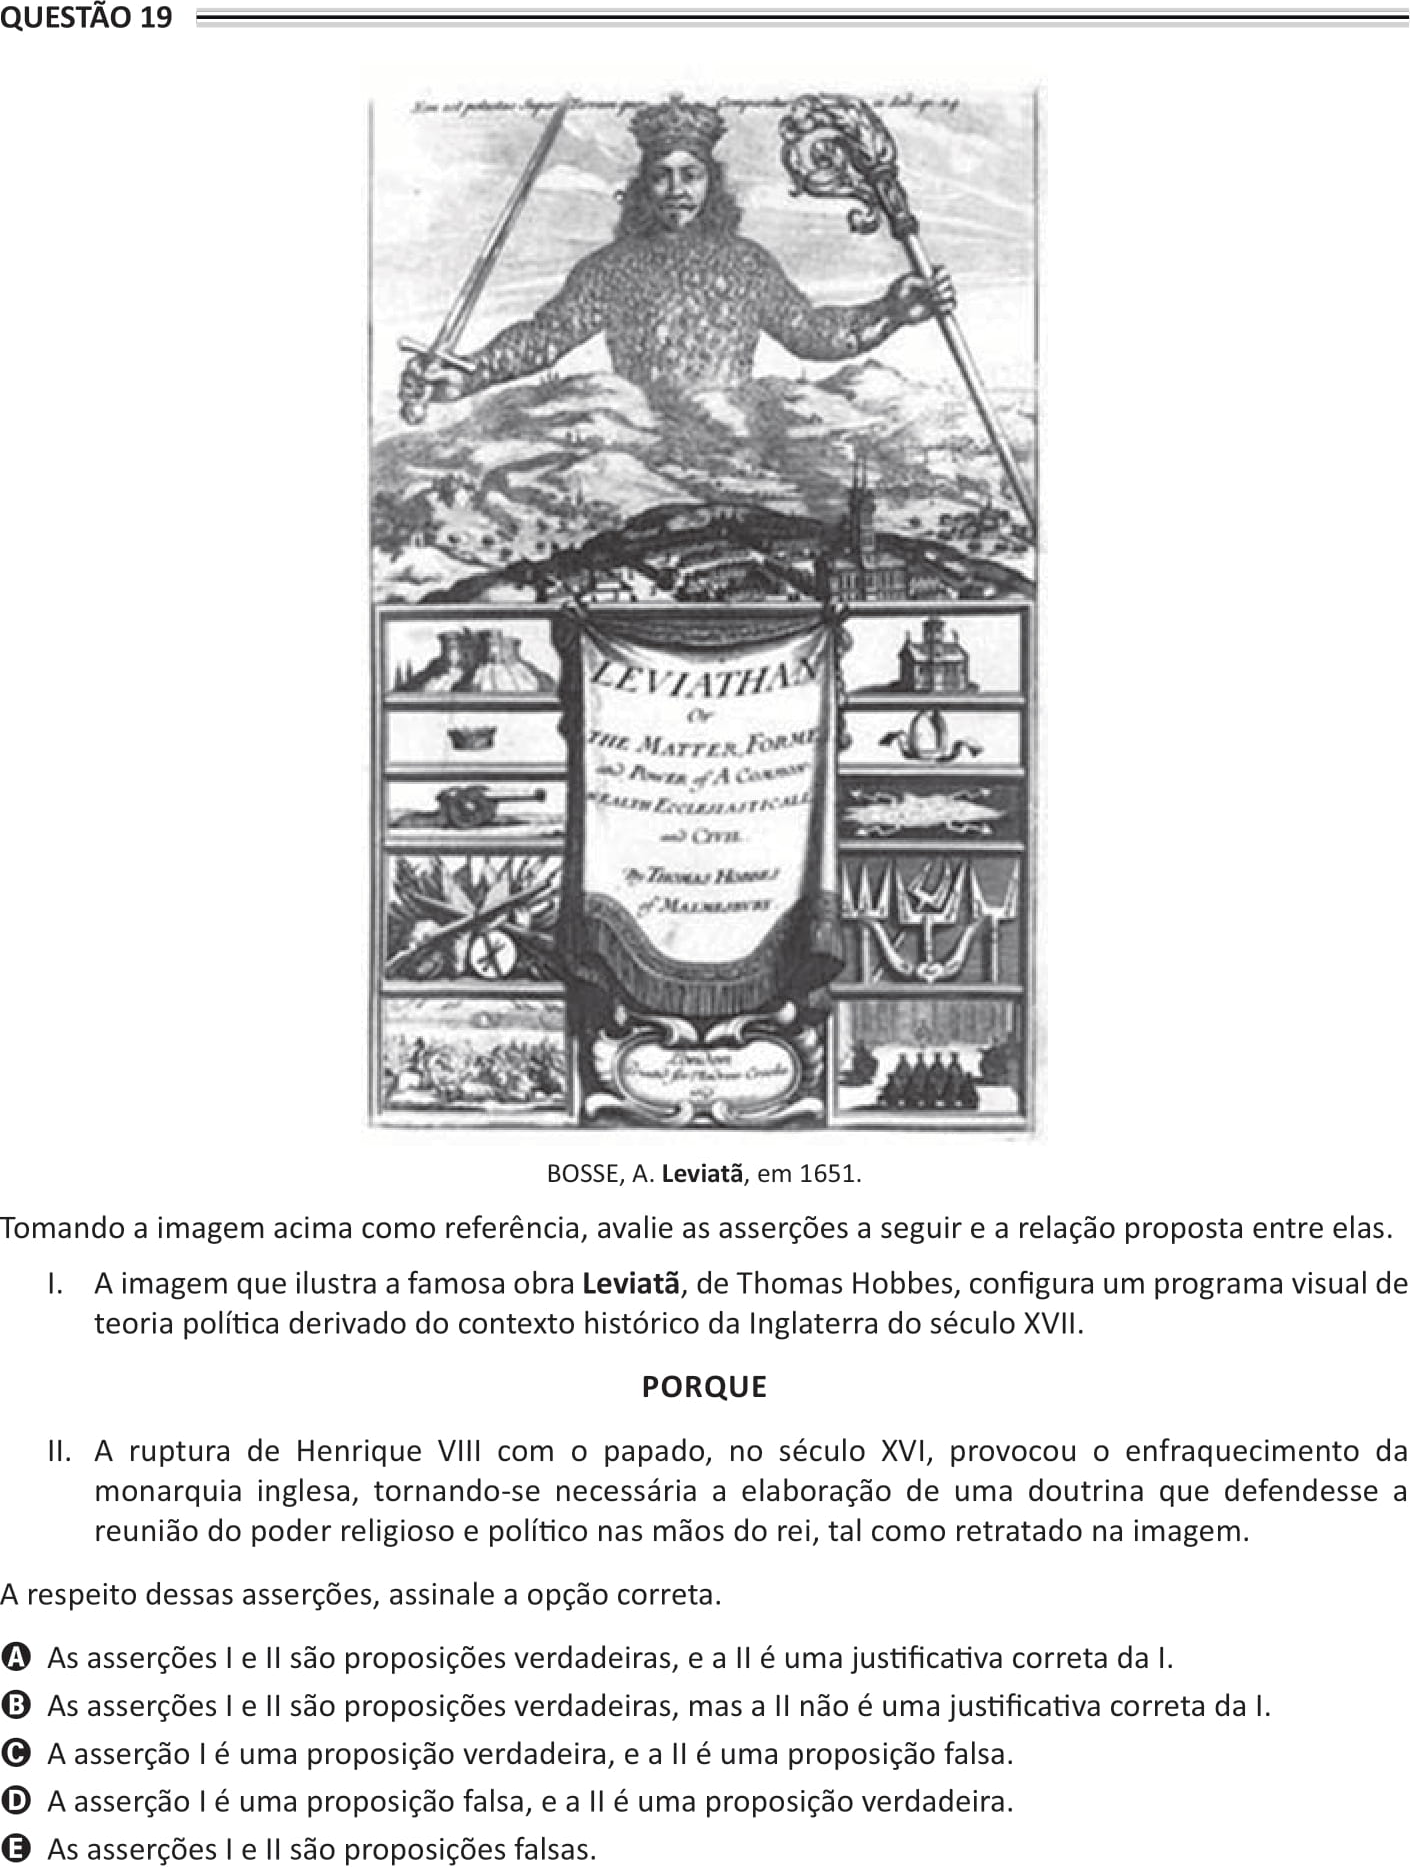 QUESTÃO 19
LEVIATHAN
Or
THE MATTER, FORME
and POWER of A COMMON
WEALTH ECCLESIASTICALL
and CIVIL.
By THOMAS HOBBES
of MALMESBURY
London
BOSSE, A. Leviatã, em 1651.
Tomando a imagem acima como referência, avalie as asserções a seguir e a relação proposta entre elas.
I. A imagem que ilustra a famosa obra Leviatã, de Thomas Hobbes, configura um programa visual de
teoria política derivado do contexto histórico da Inglaterra do século XVII.
PORQUE
II. A ruptura de Henrique VIII com o papado, no século XVI, provocou o enfraquecimento da
monarquia inglesa, tornando-se necessária a elaboração de uma doutrina que defendesse a
reunião do poder religioso e político nas mãos do rei, tal como retratado na imagem.
A respeito dessas asserções, assinale a opção correta.
A As asserções I e II são proposições verdadeiras, e a II é uma justificativa correta da I.
B As asserções I e II são proposições verdadeiras, mas a II não é uma justificativa correta da I.
C A asserção I é uma proposição verdadeira, e a II é uma proposição falsa.
D A asserção I é uma proposição falsa, e a II é uma proposição verdadeira.
E As asserções I e II são proposições falsas.